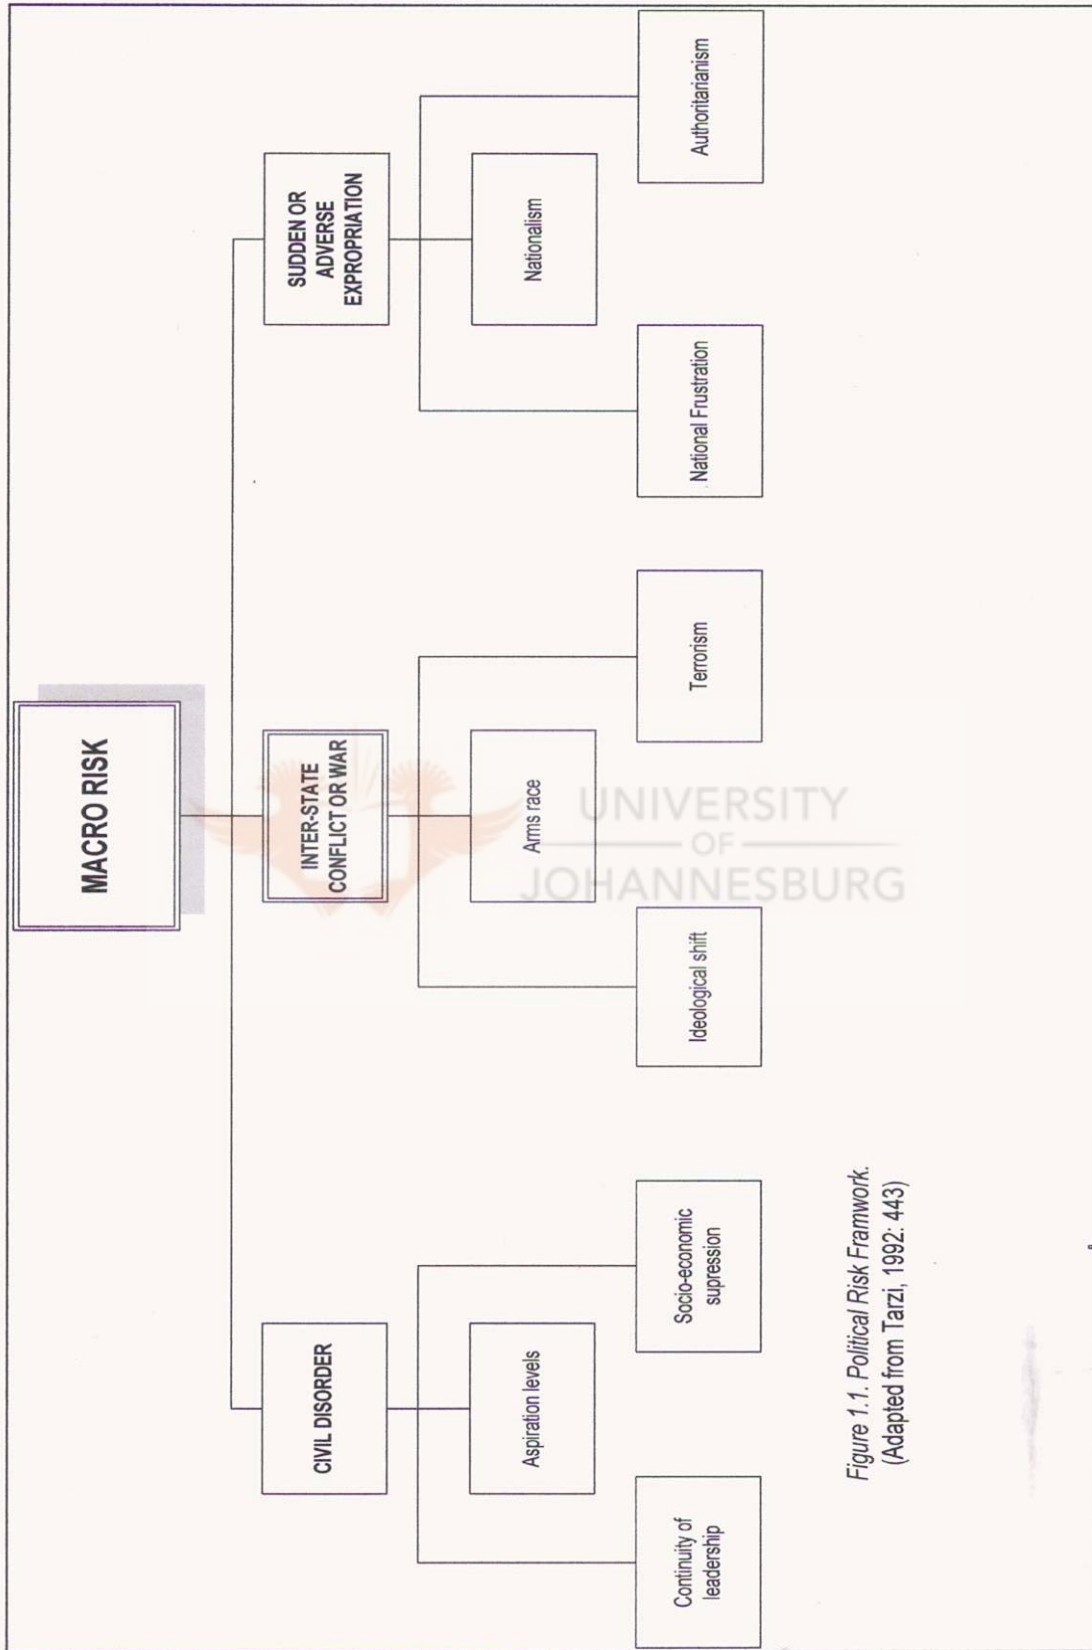 MACRO RISK
CIVIL DISORDER
INTER-STATE
CONFLICT OR WAR
SUDDEN OR
ADVERSE
EXPROPRIATION
Aspiration levels
Arms race
Nationalism
Continuity of
leadership
Socio-economic
supression
Ideological shift
Terrorism
National Frustration
Authoritarianism
UNIVERSITY
OF
JOHANNESBURG
Figure 1.1. Political Risk Framwork.
(Adapted from Tarzi, 1992: 443)